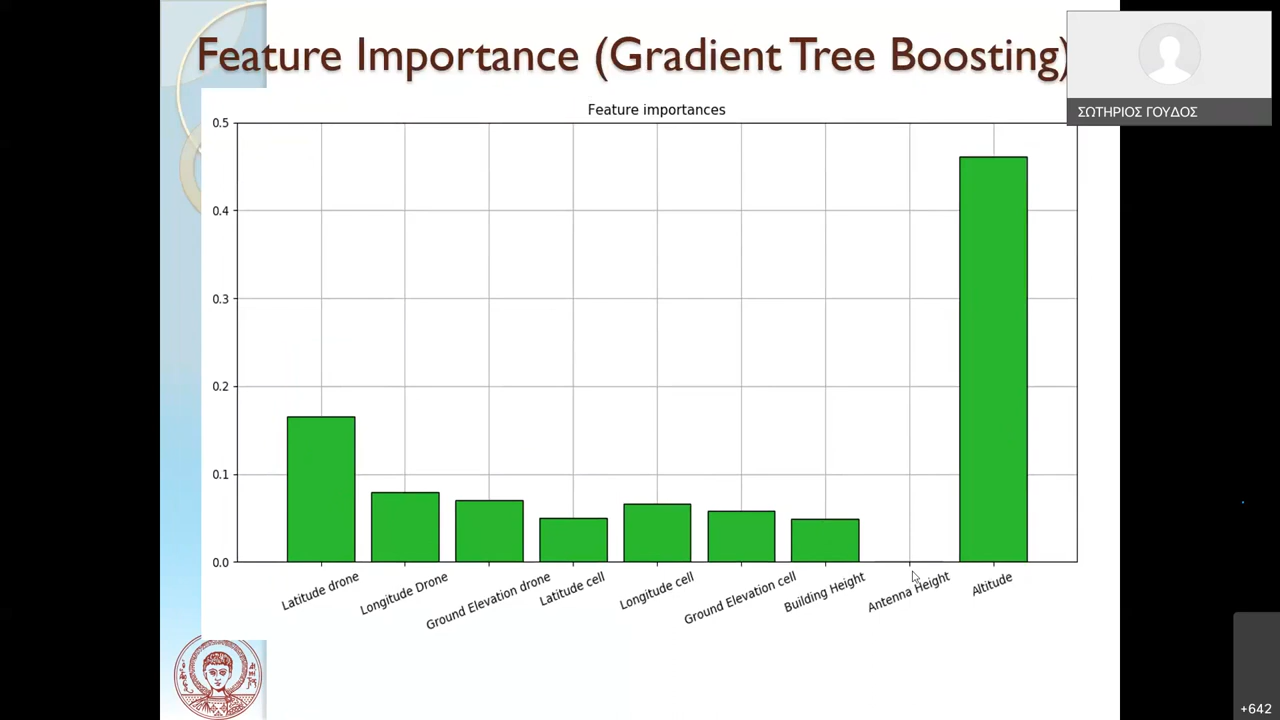 Feature Importance (Gradient Tree Boosting)
ΣΩΤΗΡΙΟΣ ΓΟΥΔΟΣ
Feature importances
0.5
0.4
0.3
0.2
0.1
0.0
Latitude drone
Longitude Drone
Ground Elevation drone
Latitude cell
Longitude cell
Ground Elevation cell
Building Height
Antenna Height
Altitude
+642